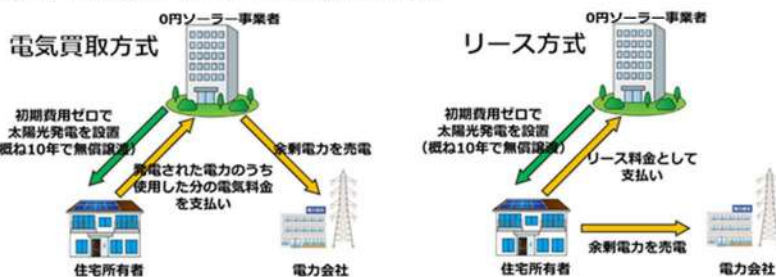 電気買取方式
0円ソーラー事業者
初期費用ゼロで
太陽光発電を設置
概ね10年で無償譲渡）
発電された電力のうち
使用した分の電気料金
を支払い
余剰電力を売電
住宅所有者
電力会社
リース方式
0円ソーラー事業者
初期費用ゼロで
太陽光発電を設置
（概ね10年で無償譲渡）
リース料金として
支払い
余剰電力を売電
住宅所有者
電力会社